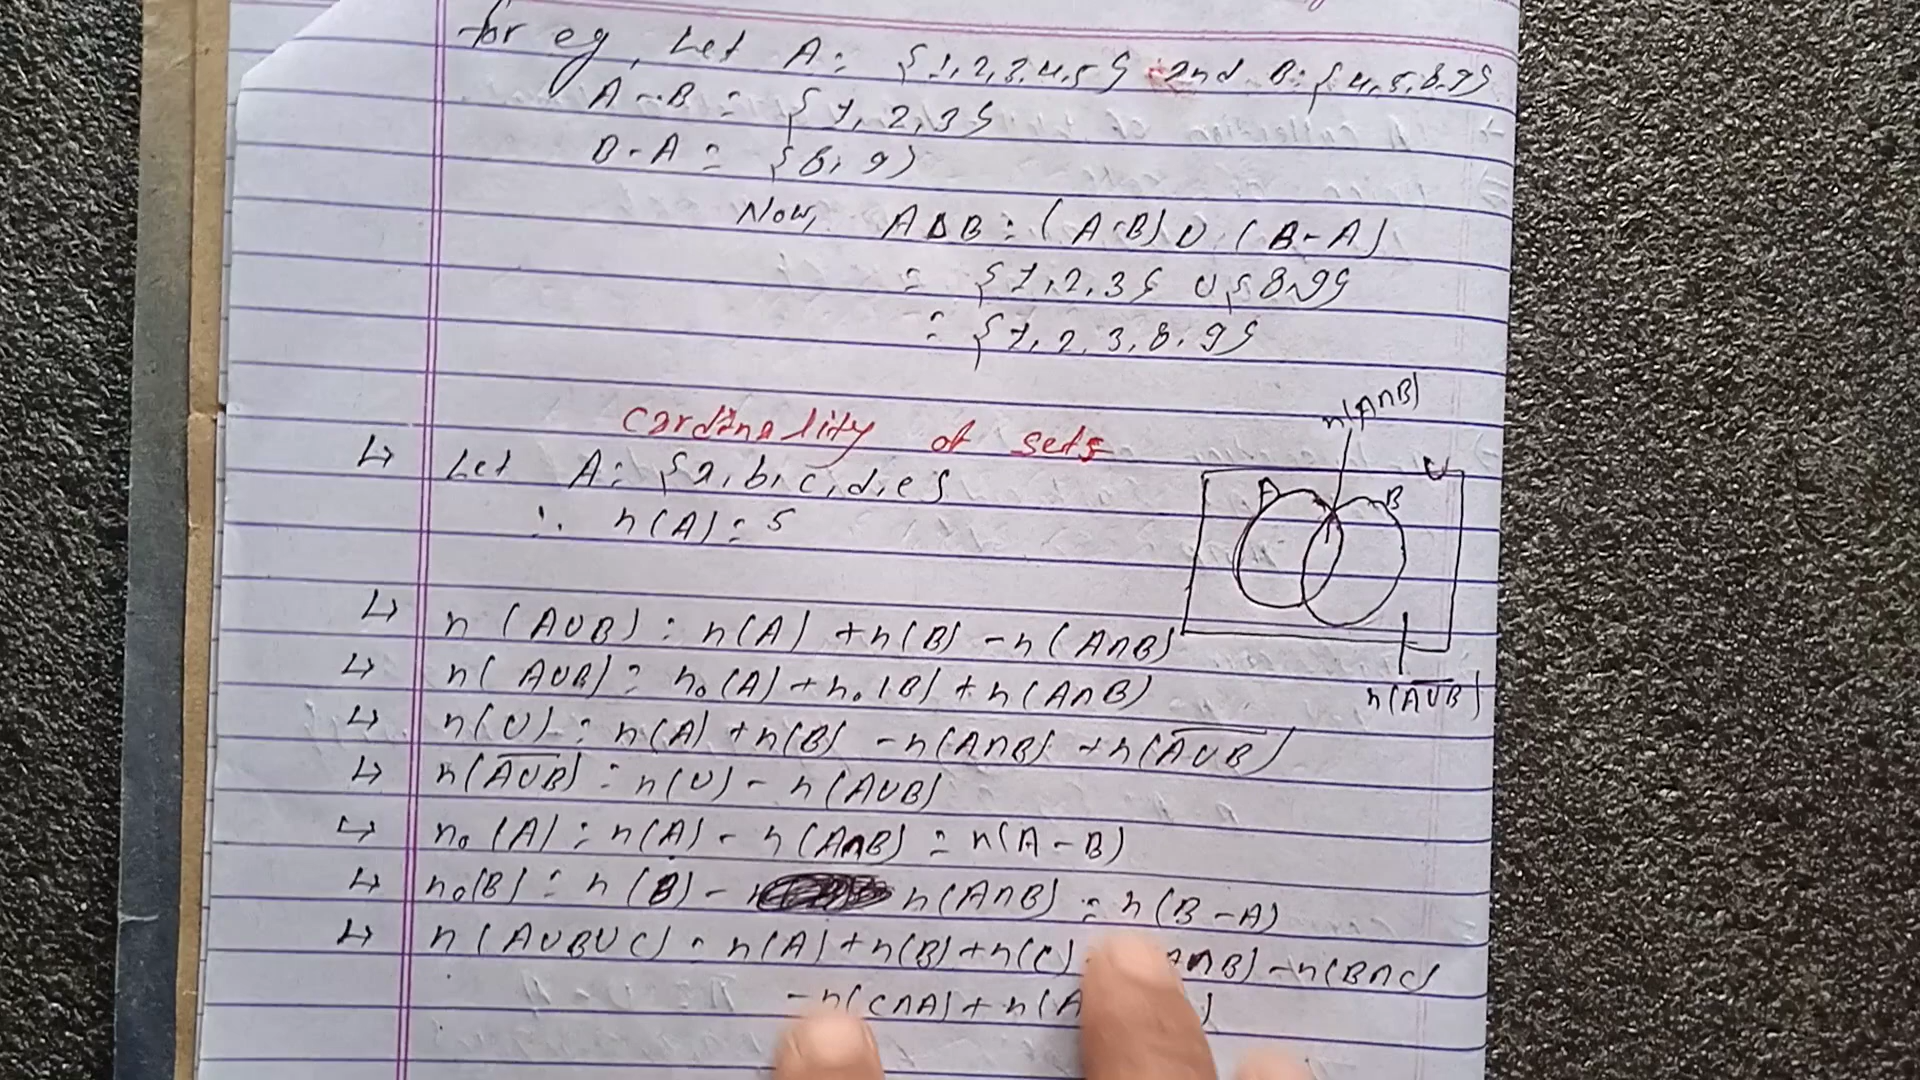 for eg, Let A = {1,2,3,4,5} and B = {4,5,8,9}
A-B = {1,2,3}
B-A = {8,9}
Now, A∆B = (A-B) ∪ (B-A)
= {1,2,3} ∪ {8,9}
= {1,2,3,8,9}
n(A∩B)
cardinality of sets
↳ Let A = {a,b,c,d,e}
U
A B
∴ n(A) = 5
↳ n(A∪B) = n(A) + n(B) - n(A∩B)
↳ n(A∪B) = n₀(A) + n₀(B) + n(A∩B)
n(A̅∪̅B̅)
↳ n(U) = n(A) + n(B) - n(A∩B) + n(A̅∪̅B̅)
↳ n(A̅∪̅B̅) = n(U) - n(A∪B)
↳ n₀(A) = n(A) - n(A∩B) = n(A-B)
↳ n₀(B) = n(B) - n(A∩B) = n(B-A)
↳ n(A∪B∪C) = n(A) + n(B) + n(C) A∩B) - n(B∩C)
- n(C∩A) + n(A )